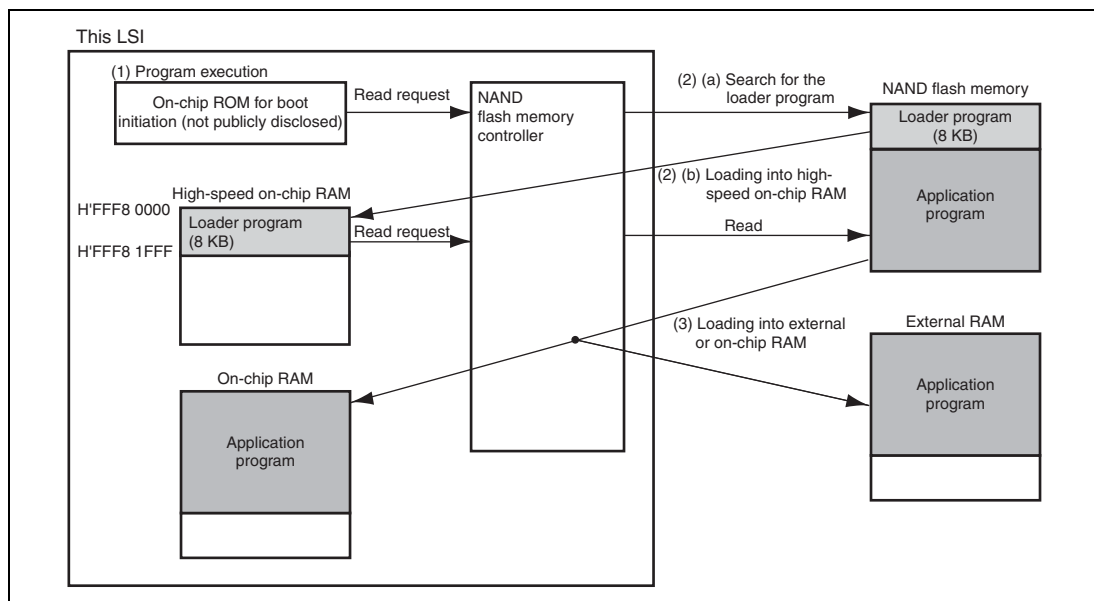 This LSI
(1) Program execution
On-chip ROM for boot
initiation (not publicly disclosed)
Read request
NAND
flash memory
controller
(2) (a) Search for the
loader program
NAND flash memory
Loader program
(8 KB)
Application
program
(2) (b) Loading into high-
speed on-chip RAM
High-speed on-chip RAM
H'FFF8 0000
Loader program
(8 KB)
H'FFF8 1FFF
Read request
Read
(3) Loading into external
or on-chip RAM
External RAM
Application
program
On-chip RAM
Application
program